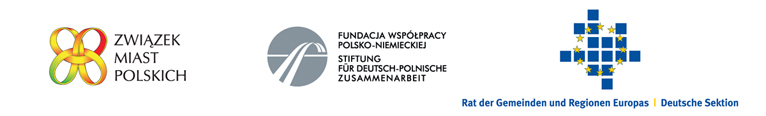 ZWIĄZEK
MIAST
POLSKICH
FUNDACJA WSPÓŁPRACY
POLSKO-NIEMIECKIEJ
STIFTUNG
FÜR DEUTSCH-POLNISCHE
ZUSAMMENARBEIT
Rat der Gemeinden und Regionen Europas | Deutsche Sektion